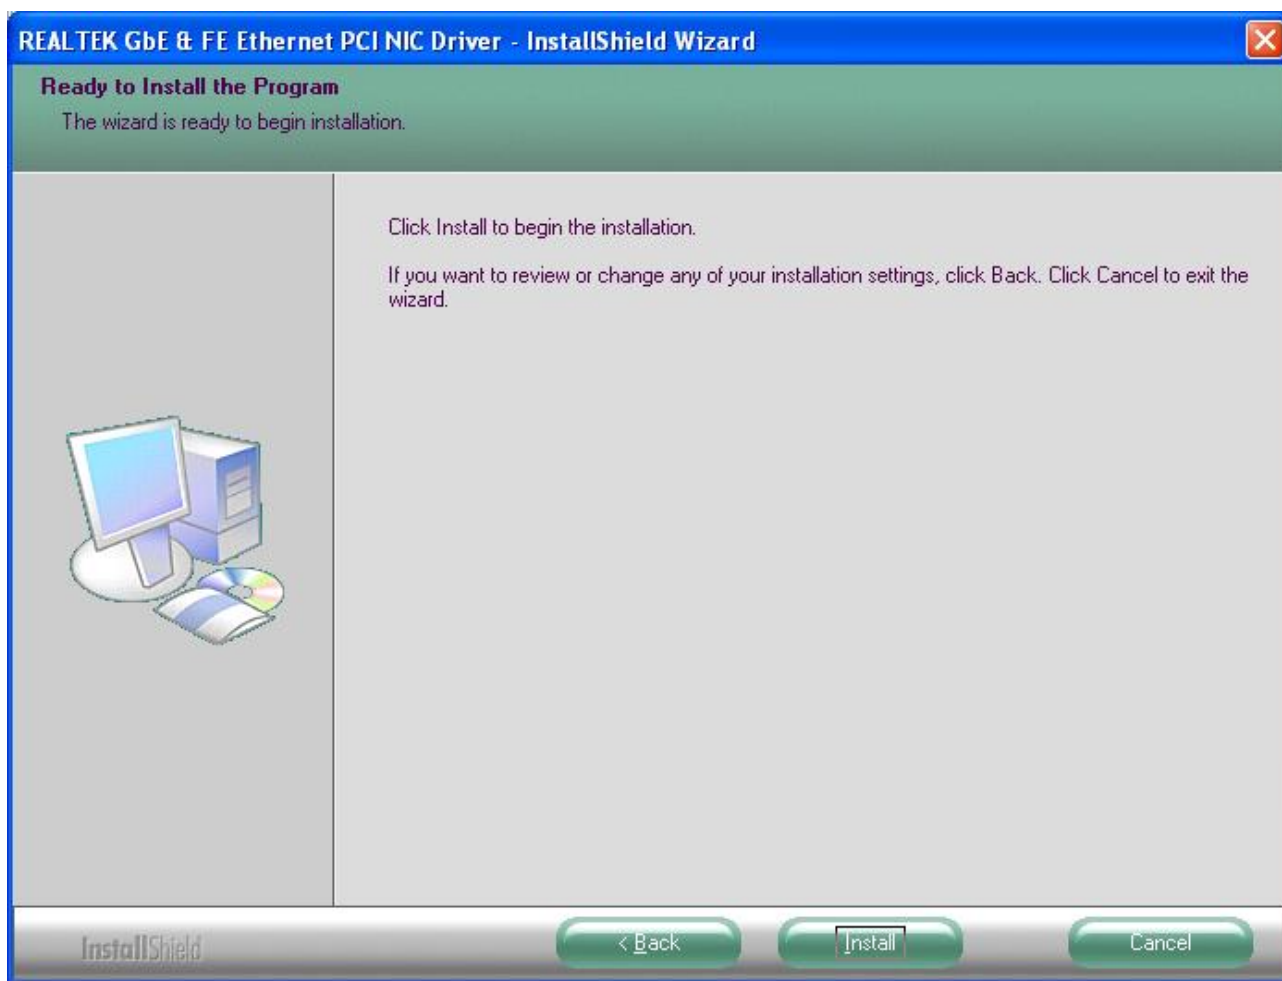 REALTEK GbE & FE Ethernet PCI NIC Driver - InstallShield Wizard
Ready to Install the Program
The wizard is ready to begin installation.
Click Install to begin the installation.
If you want to review or change any of your installation settings, click Back. Click Cancel to exit the
wizard.
InstallShield
< Back
Install
Cancel